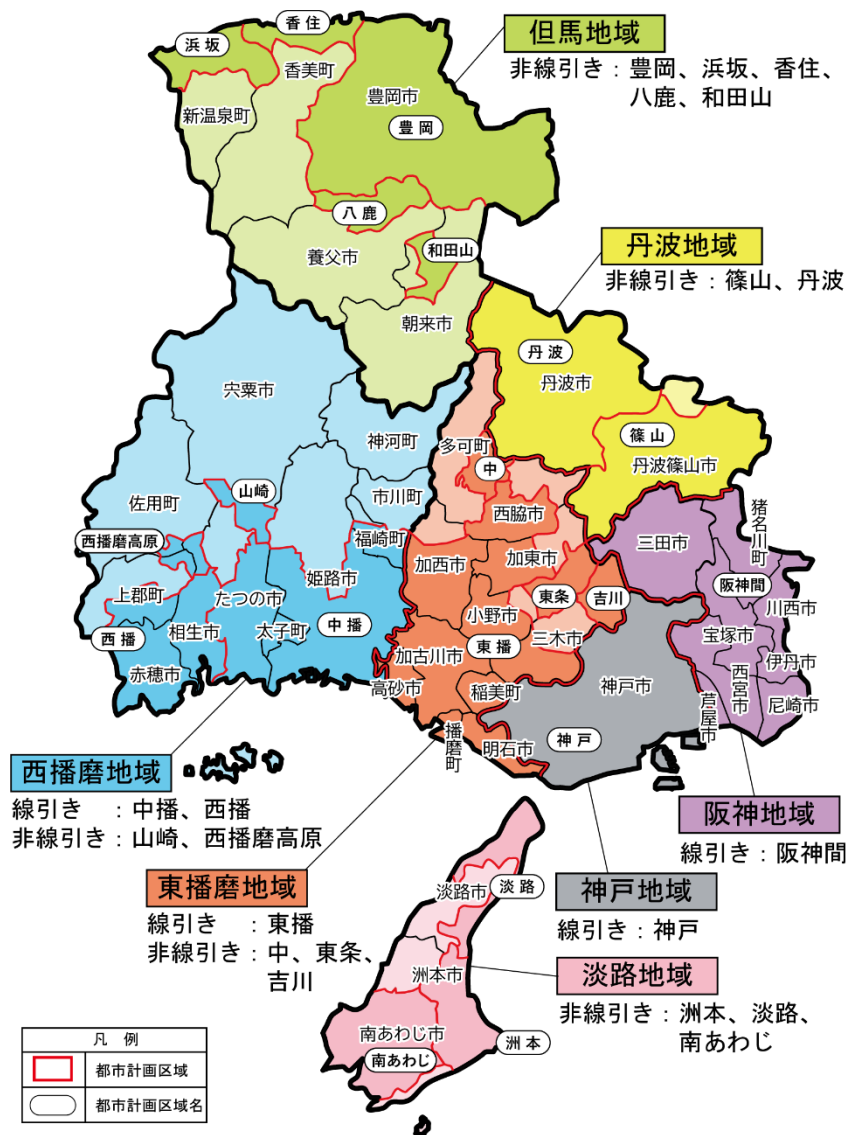 香住
浜坂
但馬地域
香美町
非線引き：豊岡、浜坂、香住、
八鹿、和田山
豊岡市
新温泉町
豊岡
八鹿
和田山
養父市
丹波地域
非線引き：篠山、丹波
朝来市
丹波
丹波市
宍粟市
神河町
多可町
篠山
中
丹波篠山市
山崎
市川町
佐用町
西脇市
猪名川町
福崎町
三田市
西播磨高原
加西市
加東市
阪神間
姫路市
上郡町
たつの市
東条
吉川
川西市
小野市
相生市
太子町
中播
西播
東播
三木市
宝塚市
加古川市
伊丹市
赤穂市
神戸市
西宮市
高砂市
稲美町
尼崎市
芦屋市
播磨町
明石市
神戸
西播磨地域
線引き　：中播、西播
非線引き：山崎、西播磨高原
阪神地域
線引き：阪神間
東播磨地域
線引き　：東播
非線引き：中、東条、
吉川
神戸地域
線引き：神戸
淡路市
淡路
洲本市
淡路地域
非線引き：洲本、淡路、
南あわじ
南あわじ市
洲本
南あわじ
凡　例
都市計画区域
都市計画区域名